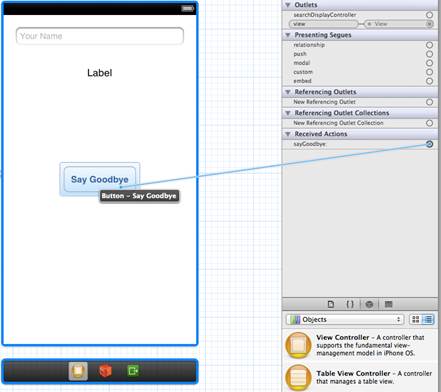 Your Name
Label
Say Goodbye
Button - Say Goodbye
Outlets
searchDisplayController
view
View
Presenting Segues
relationship
push
modal
custom
embed
Referencing Outlets
New Referencing Outlet
Referencing Outlet Collections
New Referencing Outlet Collection
Received Actions
sayGoodbye
{ }
Objects
View Controller - A controller that
supports the fundamental view-
management model in iPhone OS.
Table View Controller - A controller
that manages a table view.